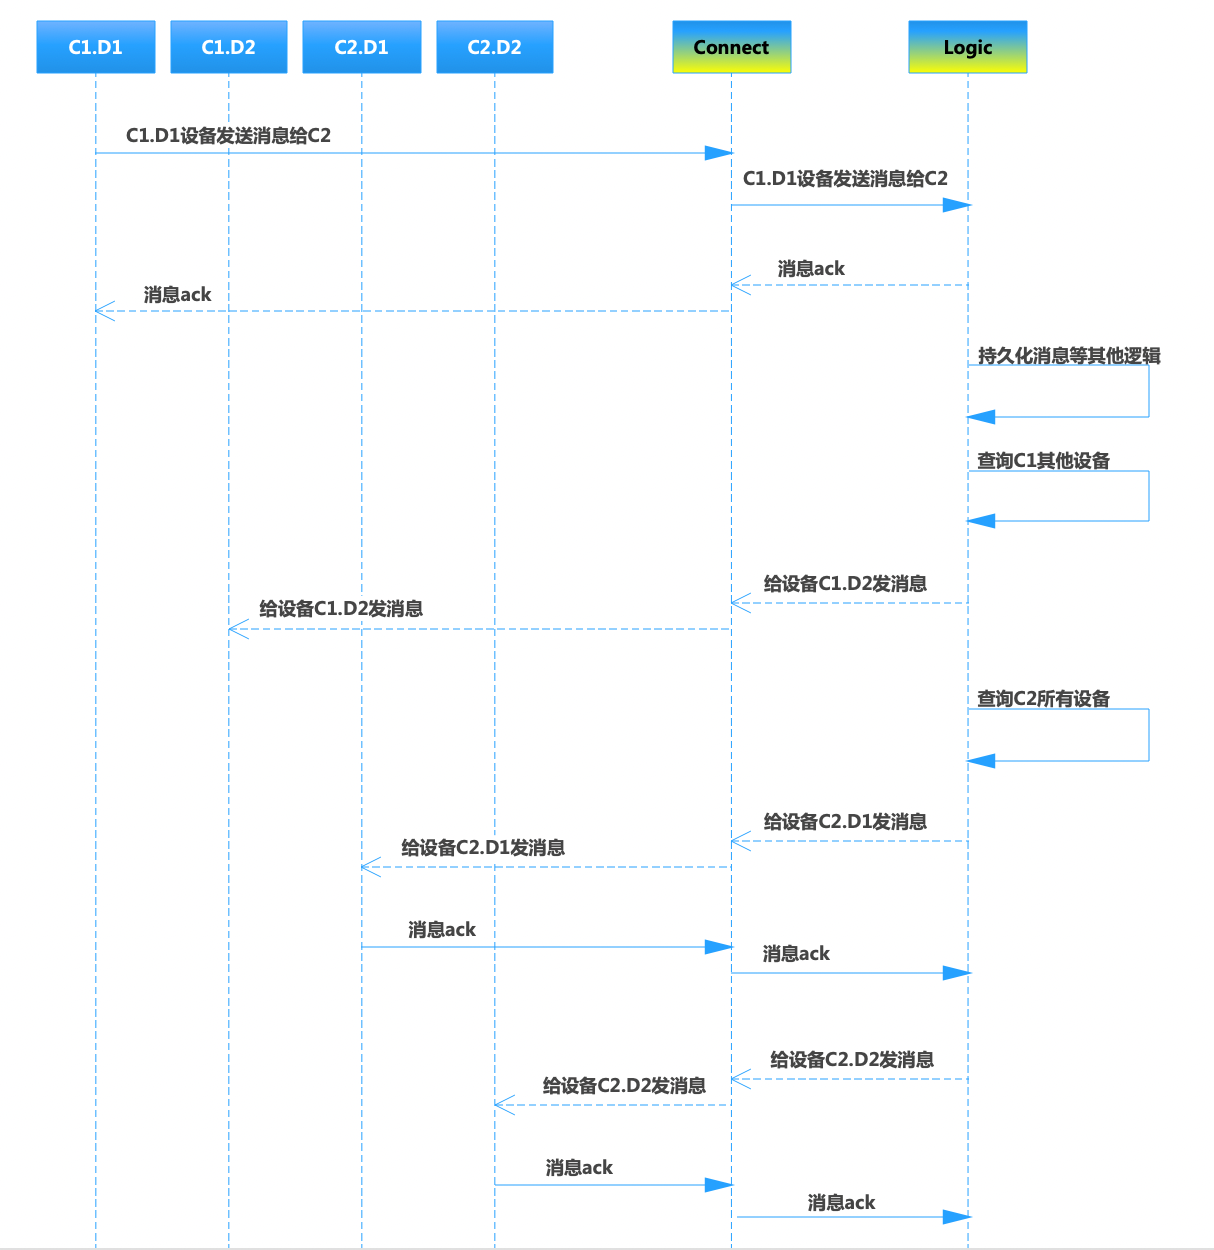 C1.D1
C1.D2
C2.D1
C2.D2
Connect
Logic
C1.D1设备发送消息给C2
C1.D1设备发送消息给C2
消息ack
消息ack
持久化消息等其他逻辑
查询C1其他设备
给设备C1.D2发消息
给设备C1.D2发消息
查询C2所有设备
给设备C2.D1发消息
给设备C2.D1发消息
消息ack
消息ack
给设备C2.D2发消息
给设备C2.D2发消息
消息ack
消息ack